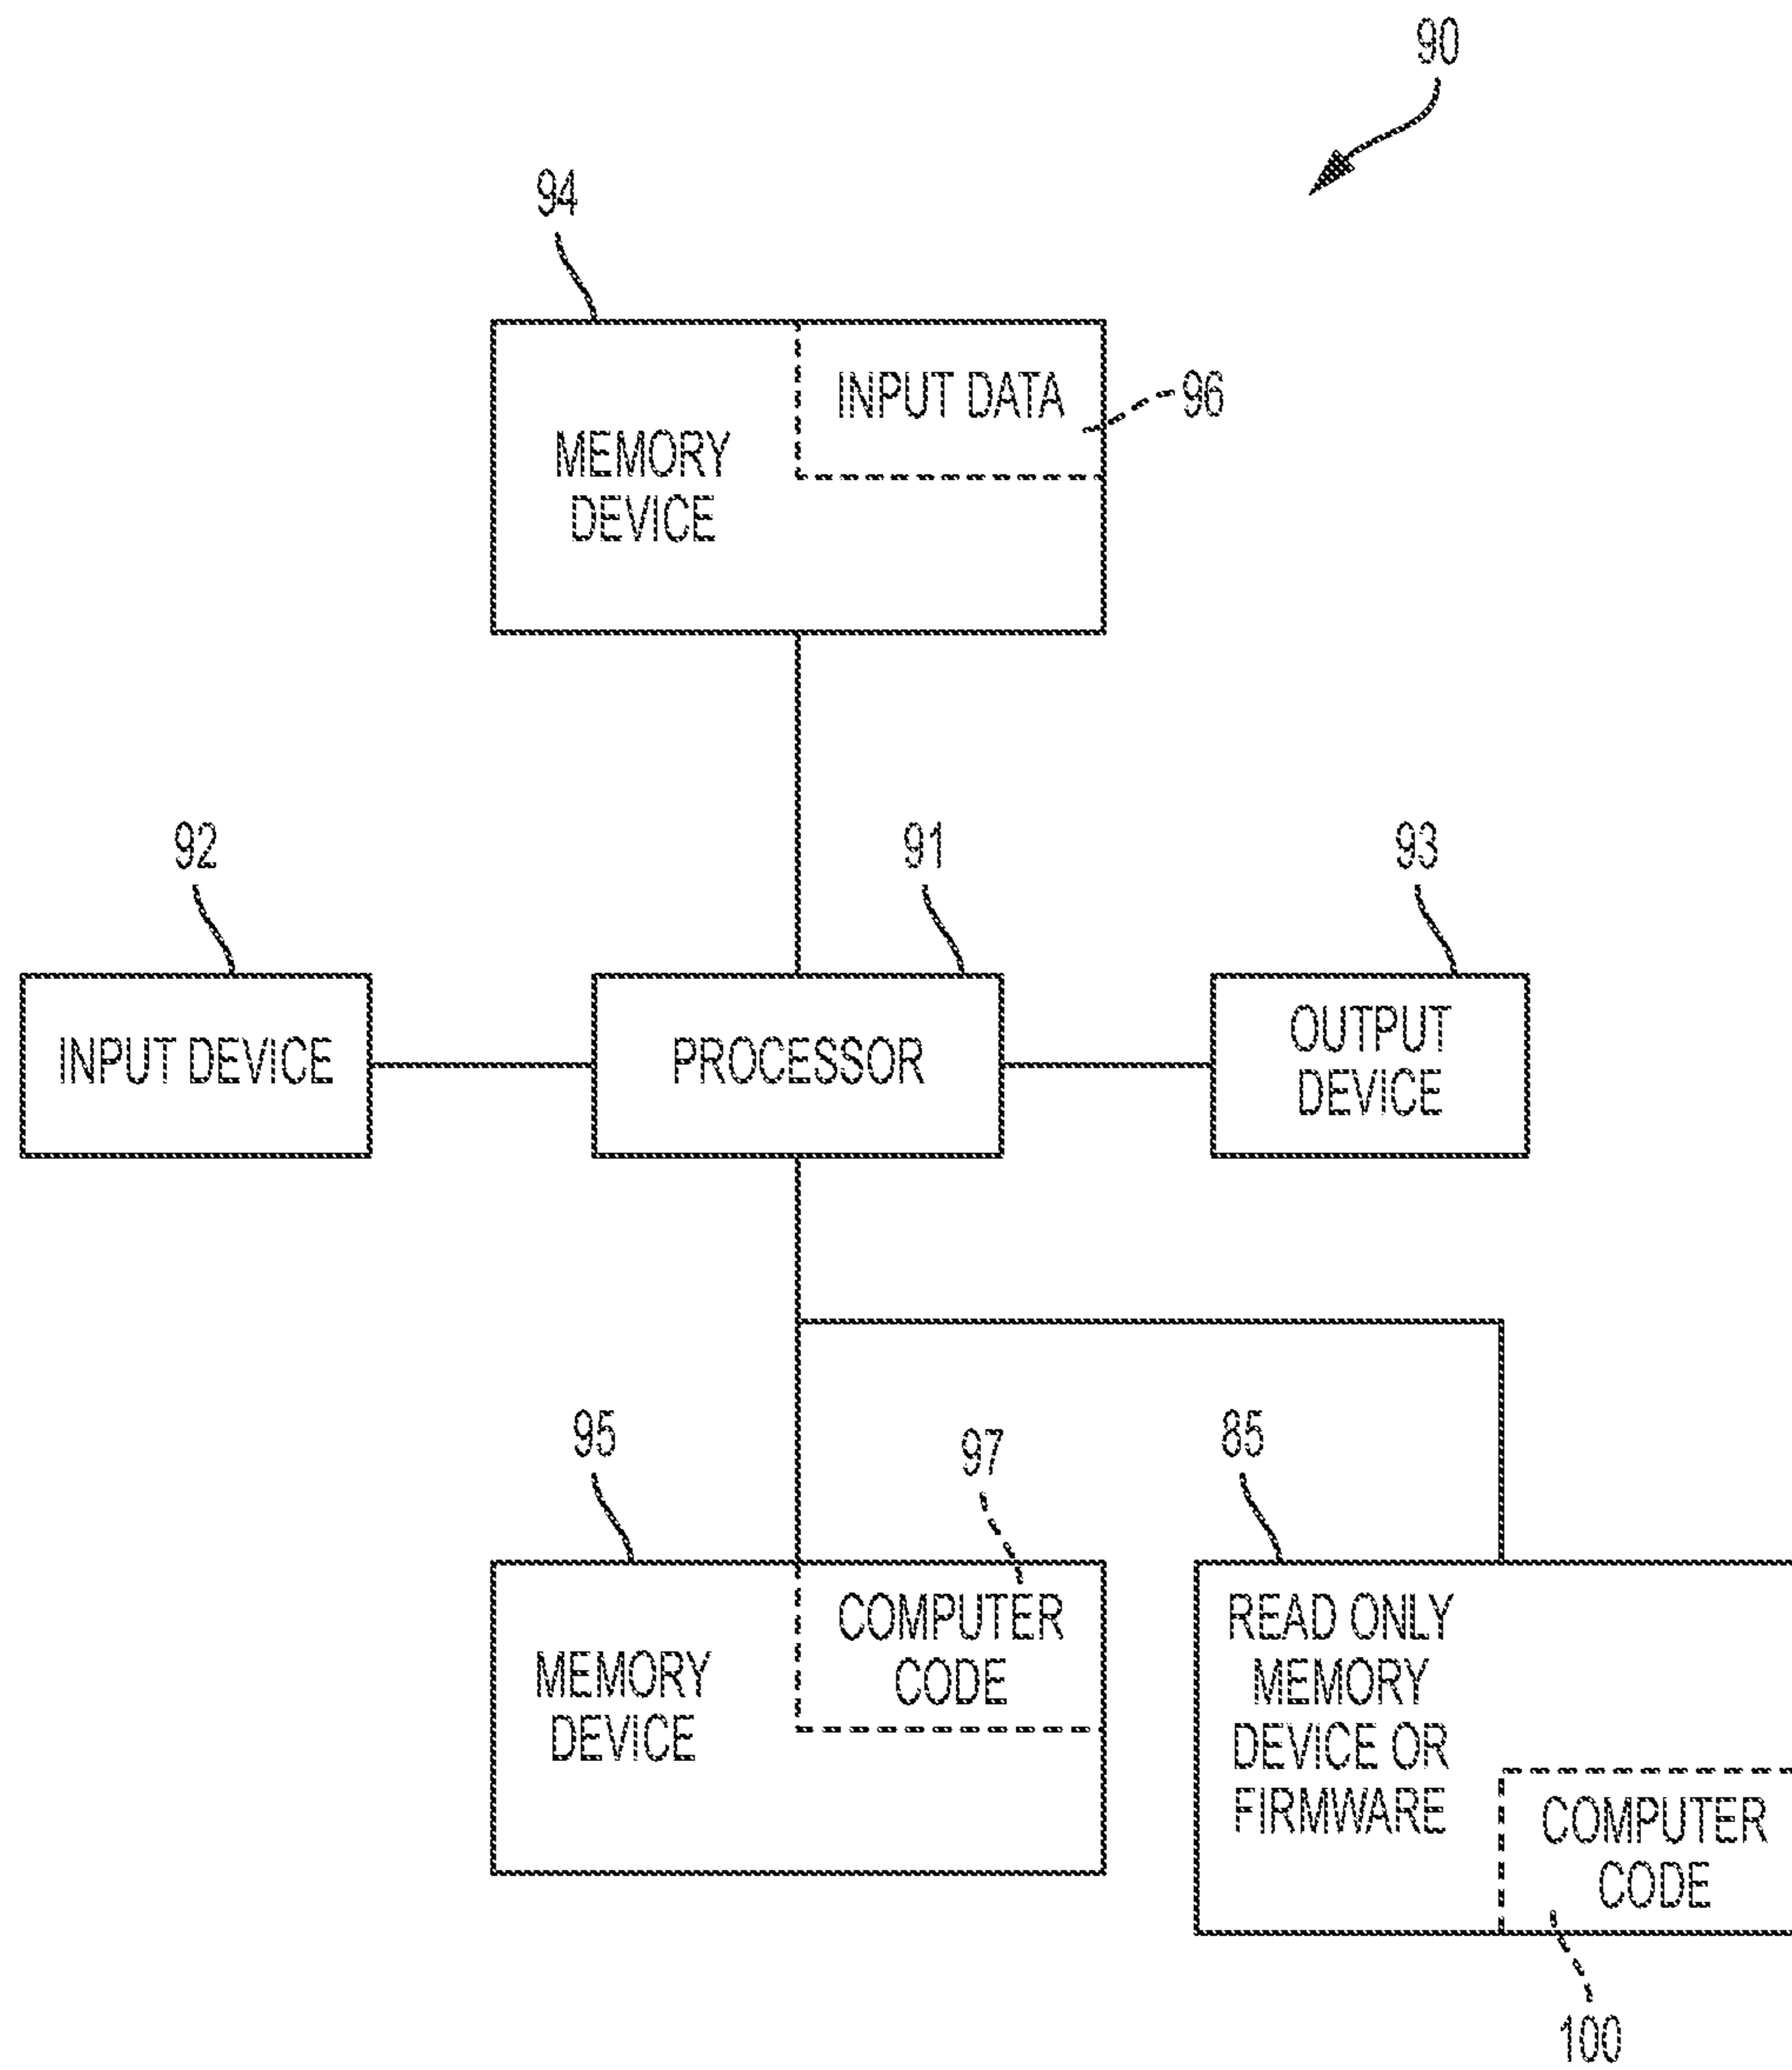 90
94
INPUT DATA
96
MEMORY
DEVICE
92
91
93
INPUT DEVICE
PROCESSOR
OUTPUT
DEVICE
95
97
85
COMPUTER
CODE
MEMORY
DEVICE
READ ONLY
MEMORY
DEVICE OR
FIRMWARE
COMPUTER
CODE
100